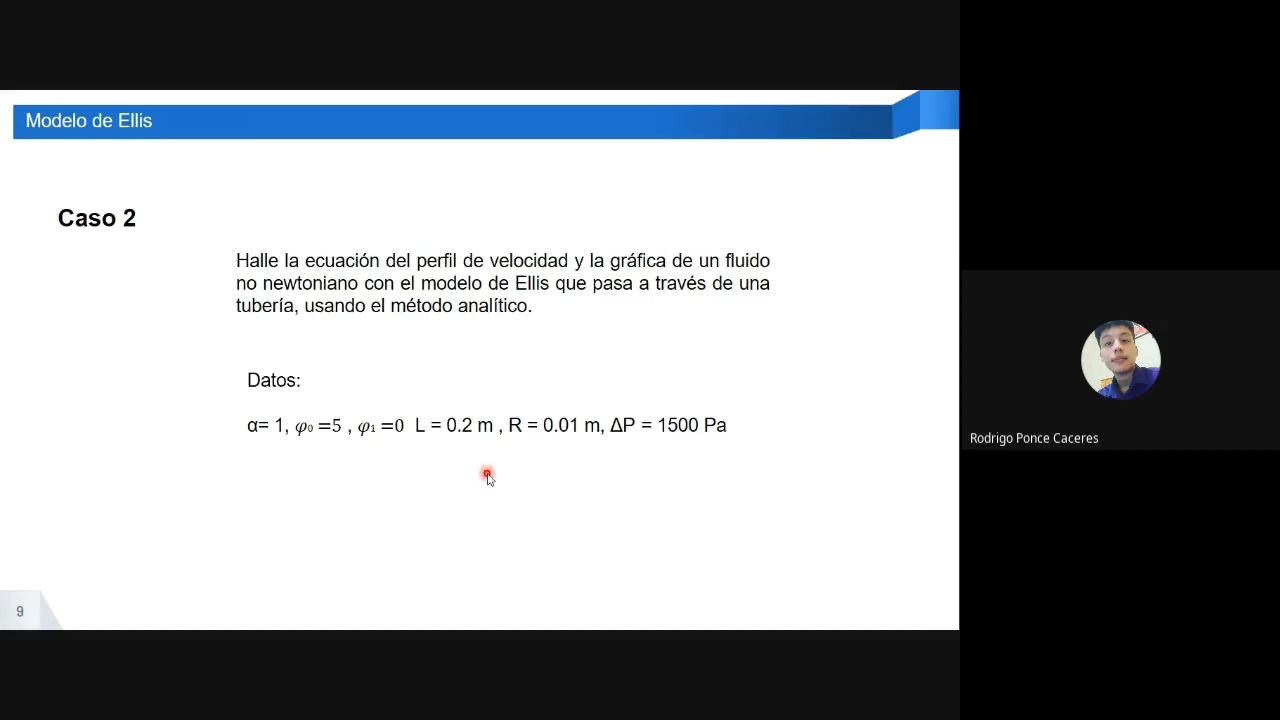 Modelo de Ellis
Caso 2
Halle la ecuación del perfil de velocidad y la gráfica de un fluido
no newtoniano con el modelo de Ellis que pasa a través de una
tubería, usando el método analítico.
Datos:
α= 1, φ₀ =5 , φ₁ =0 L = 0.2 m , R = 0.01 m, ΔP = 1500 Pa
Rodrigo Ponce Caceres
9